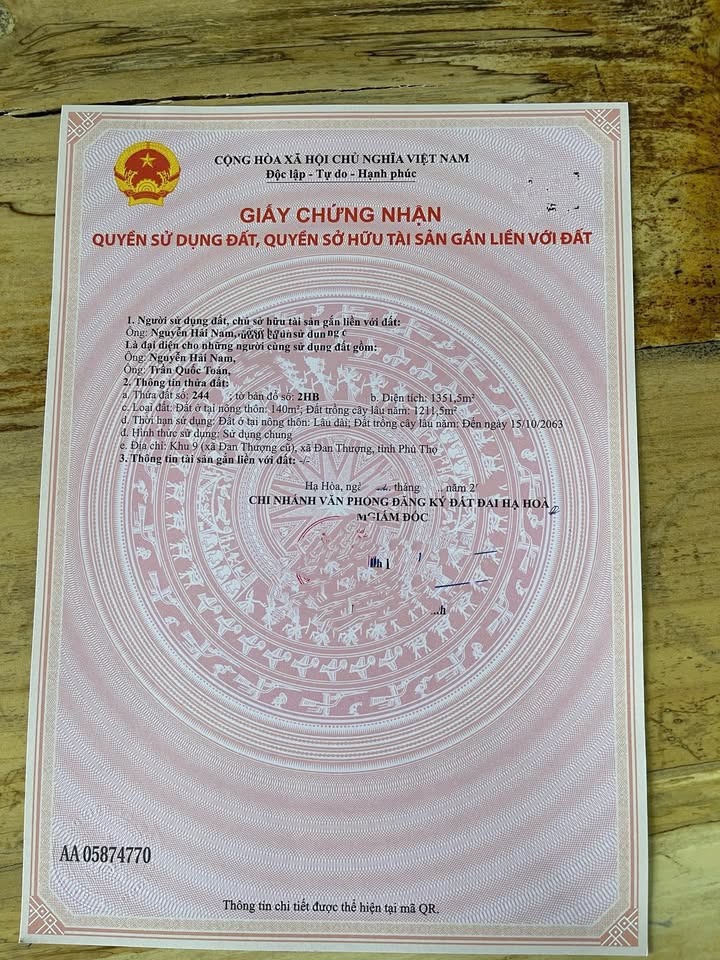 CỘNG HÒA XÃ HỘI CHỦ NGHĨA VIỆT NAM
Độc lập - Tự do - Hạnh phúc
GIẤY CHỨNG NHẬN
QUYỀN SỬ DỤNG ĐẤT, QUYỀN SỞ HỮU TÀI SẢN GẮN LIỀN VỚI ĐẤT
1. Người sử dụng đất, chủ sở hữu tài sản gắn liền với đất:
Ông: Nguyễn Hải Nam,
Là đại diện cho những người cùng sử dụng đất gồm:
Ông: Nguyễn Hải Nam,
Ông: Trần Quốc Toán,
2. Thông tin thửa đất:
a. Thửa đất số: 244 ; tờ bản đồ số: 2HB b. Diện tích: 1351,5m²
c. Loại đất: Đất ở tại nông thôn: 140m²; Đất trồng cây lâu năm: 1211,5m²
d. Thời hạn sử dụng: Đất ở tại nông thôn: Lâu dài; Đất trồng cây lâu năm: Đến ngày 15/10/2063
đ. Hình thức sử dụng: Sử dụng chung
e. Địa chỉ: Khu 9 (xã Đan Thượng cũ), xã Đan Thượng, tỉnh Phú Thọ
3. Thông tin tài sản gắn liền với đất: -/-
Hạ Hòa, tháng năm
CHI NHÁNH VĂN PHÒNG ĐĂNG KÝ ĐẤT ĐAI HẠ HOÀ
GIÁM ĐỐC
AA 05874770
Thông tin chi tiết được thể hiện tại mã QR.